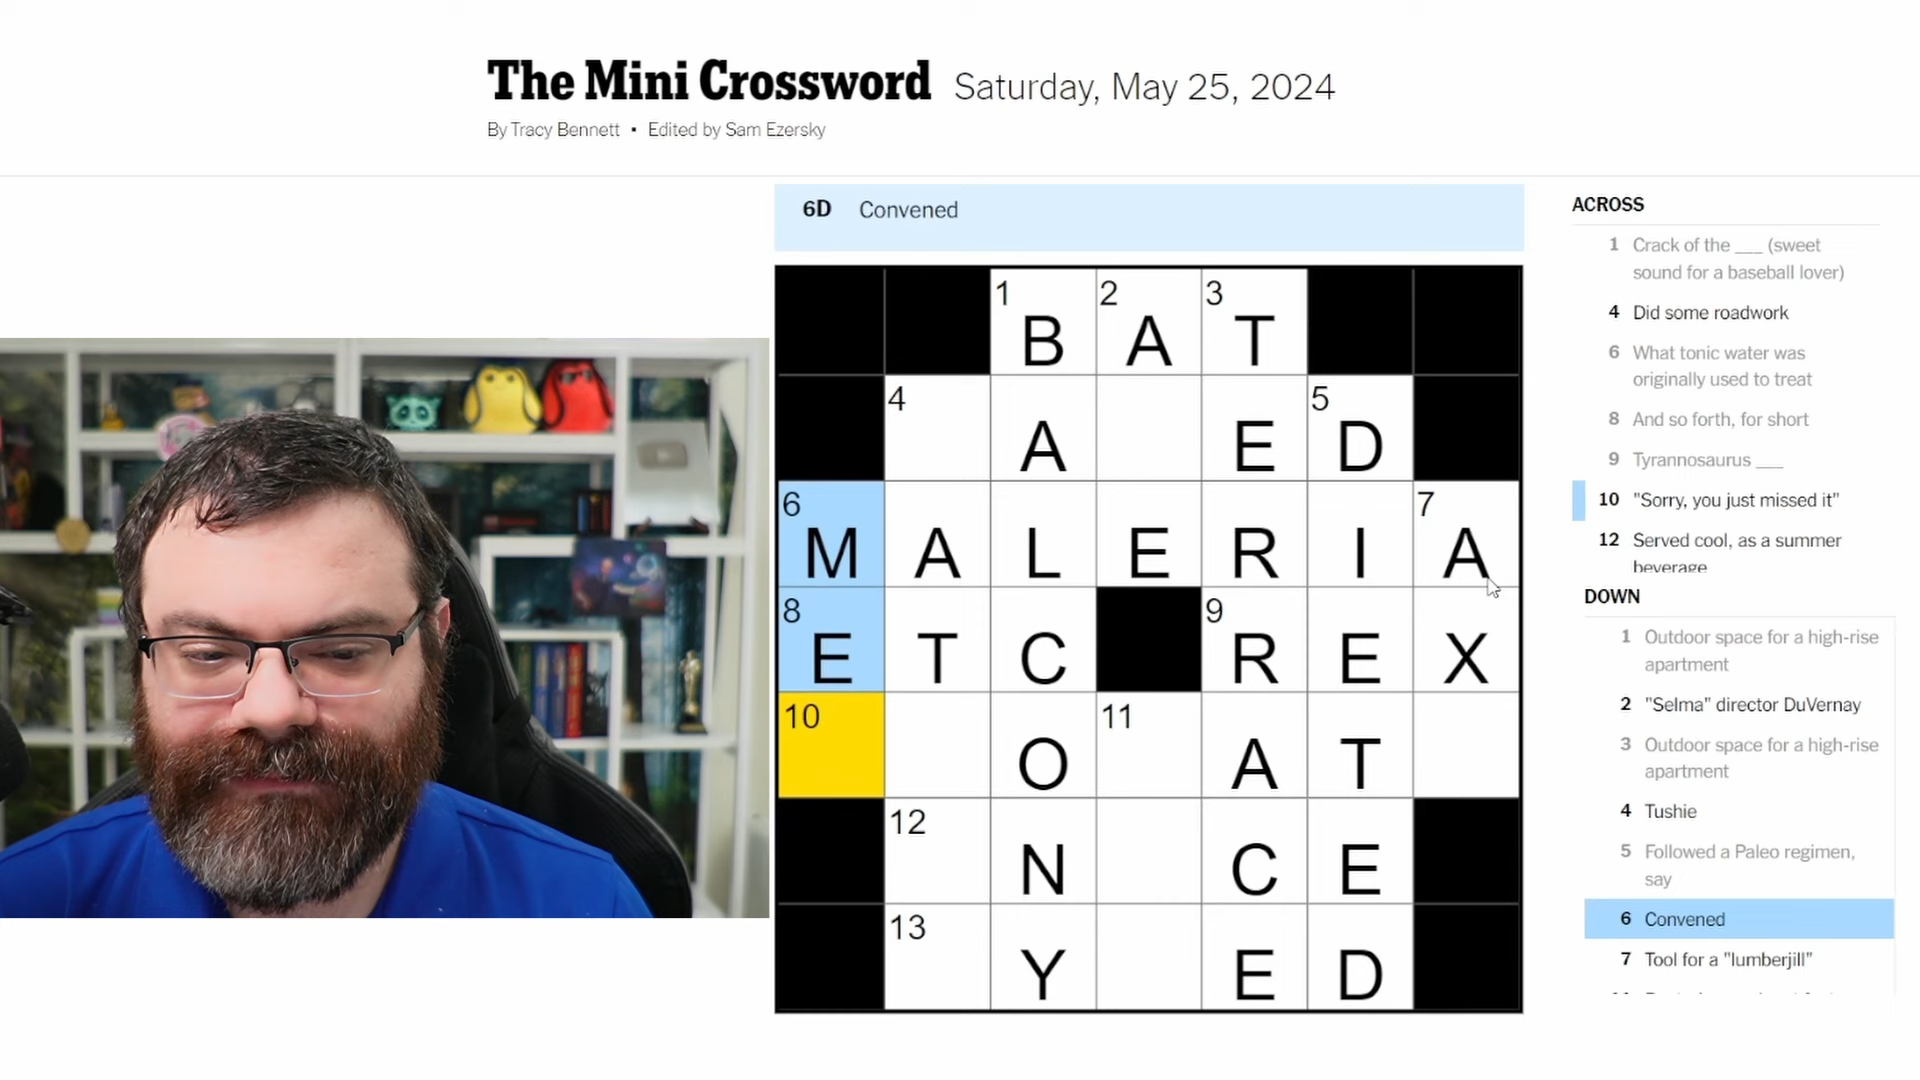 The Mini Crossword Saturday, May 25, 2024
By Tracy Bennett • Edited by Sam Ezersky
6D Convened
1 B 2 A 3 T
4 A E 5 D
6 M A L E R I 7 A
8 E T C 9 R E X
10 O 11 A T
12 N C E
13 Y E D
ACROSS
1 Crack of the ___ (sweet
sound for a baseball lover)
4 Did some roadwork
6 What tonic water was
originally used to treat
8 And so forth, for short
9 Tyrannosaurus ___
10 "Sorry, you just missed it"
12 Served cool, as a summer
beverage
DOWN
1 Outdoor space for a high-rise
apartment
2 "Selma" director DuVernay
3 Outdoor space for a high-rise
apartment
4 Tushie
5 Followed a Paleo regimen,
say
6 Convened
7 Tool for a "lumberjill"